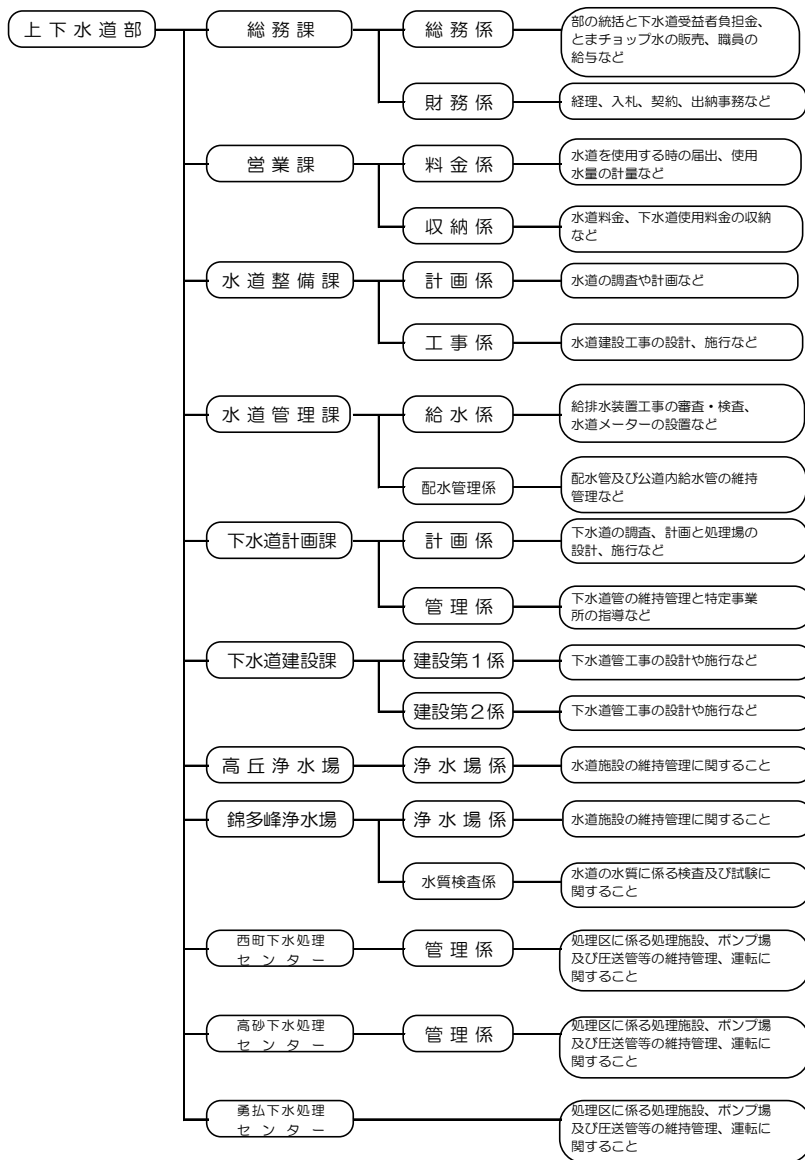 上下水道部
総務課
総務係
部の統括と下水道受益者負担金、
とまチョップ水の販売、職員の
給与など
財務係
経理、入札、契約、出納事務など
営業課
料金係
水道を使用する時の届出、使用
水量の計量など
収納係
水道料金、下水道使用料金の収納
など
水道整備課
計画係
水道の調査や計画など
工事係
水道建設工事の設計、施行など
水道管理課
給水係
給排水装置工事の審査・検査、
水道メーターの設置など
配水管理係
配水管及び公道内給水管の維持
管理など
下水道計画課
計画係
下水道の調査、計画と処理場の
設計、施行など
管理係
下水道管の維持管理と特定事業
所の指導など
下水道建設課
建設第1係
下水道管工事の設計や施行など
建設第2係
下水道管工事の設計や施行など
高丘浄水場
浄水場係
水道施設の維持管理に関すること
錦多峰浄水場
浄水場係
水道施設の維持管理に関すること
水質検査係
水道の水質に係る検査及び試験に
関すること
西町下水処理
センター
管理係
処理区に係る処理施設、ポンプ場
及び圧送管等の維持管理、運転に
関すること
高砂下水処理
センター
管理係
処理区に係る処理施設、ポンプ場
及び圧送管等の維持管理、運転に
関すること
勇払下水処理
センター
処理区に係る処理施設、ポンプ場
及び圧送管等の維持管理、運転に
関すること